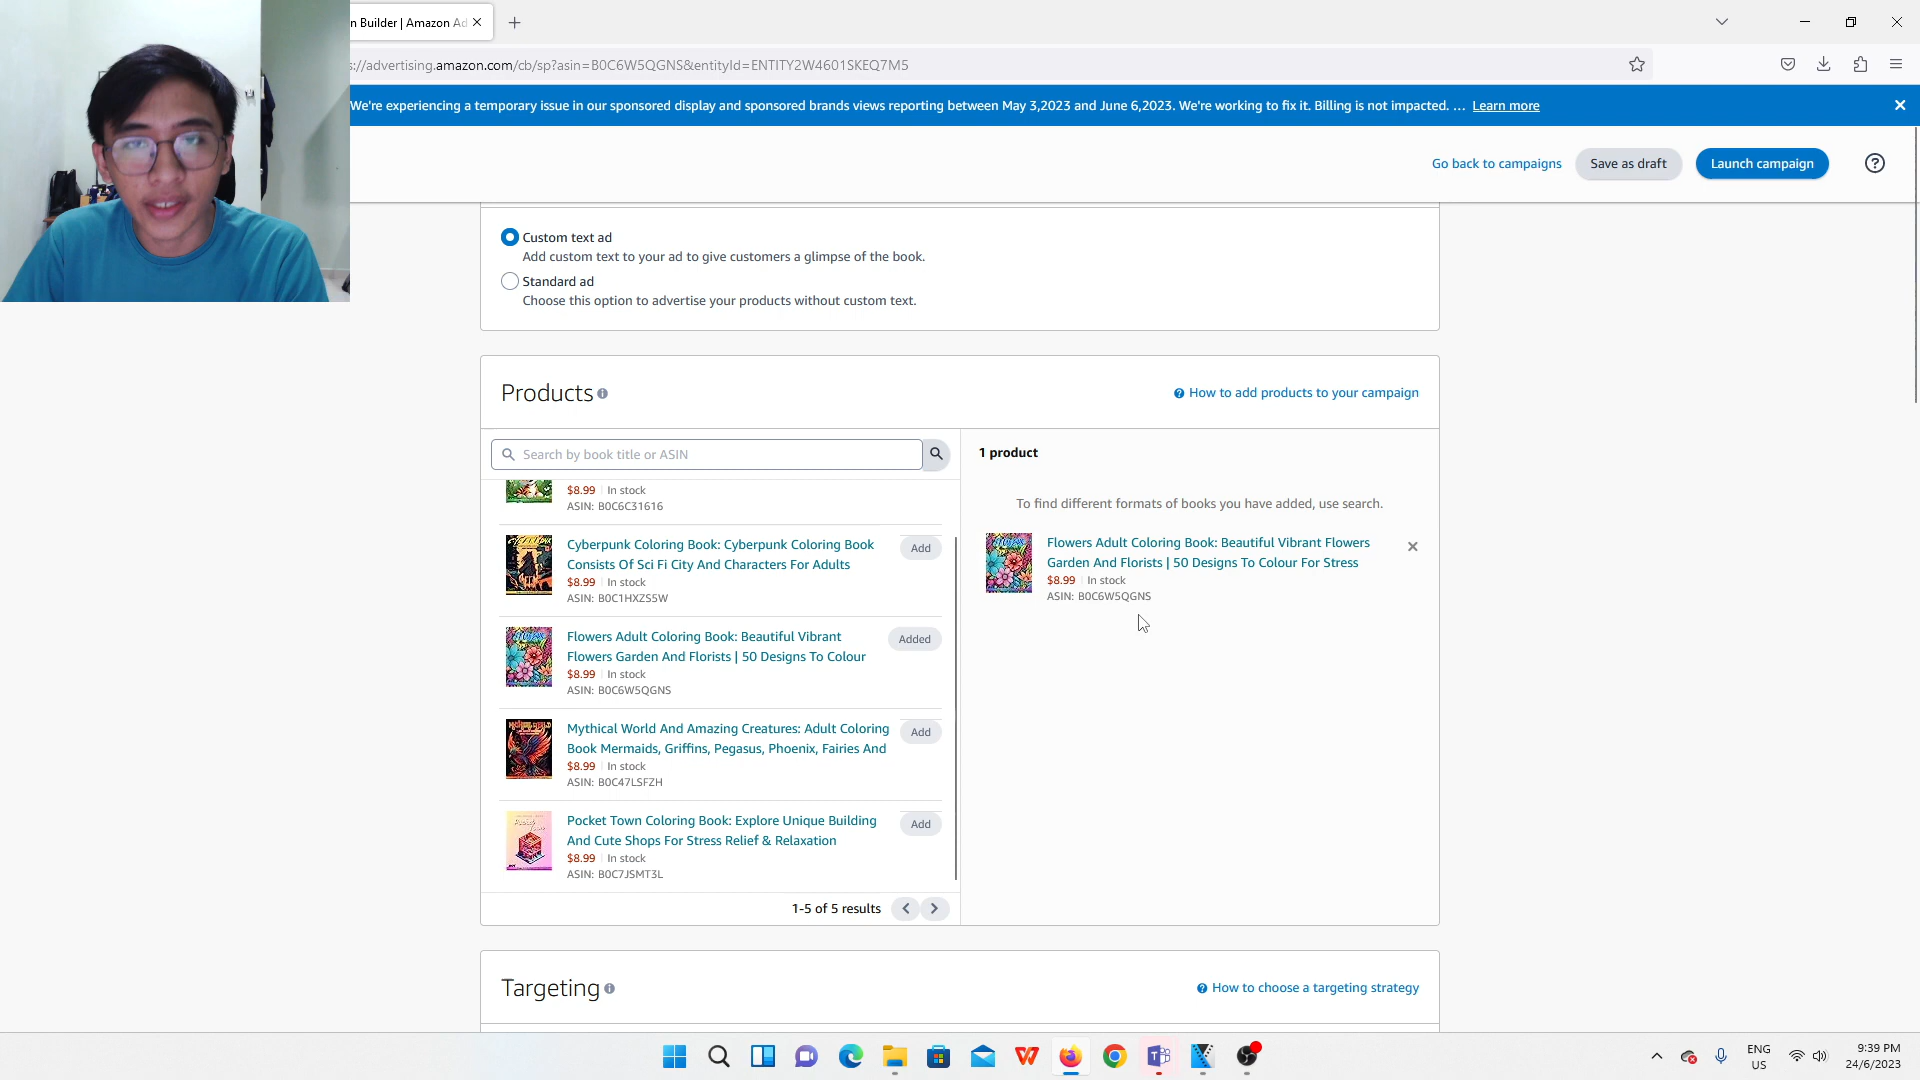 n Builder | Amazon Ad
s://advertising.amazon.com/cb/sp?asin=B0C6W5QGNS&entityId=ENTITY2W4601SKEQ7M5
We're experiencing a temporary issue in our sponsored display and sponsored brands views reporting between May 3,2023 and June 6,2023. We're working to fix it. Billing is not impacted. ... Learn more
Go back to campaigns
Save as draft
Launch campaign
Custom text ad
Add custom text to your ad to give customers a glimpse of the book.
Standard ad
Choose this option to advertise your products without custom text.
Products
How to add products to your campaign
Search by book title or ASIN
$8.99 In stock
ASIN: B0C6C31616
Cyberpunk Coloring Book: Cyberpunk Coloring Book
Consists Of Sci Fi City And Characters For Adults
$8.99 In stock
ASIN: B0C1HXZS5W
Add
Flowers Adult Coloring Book: Beautiful Vibrant
Flowers Garden And Florists | 50 Designs To Colour
$8.99 In stock
ASIN: B0C6W5QGNS
Added
Mythical World And Amazing Creatures: Adult Coloring
Book Mermaids, Griffins, Pegasus, Phoenix, Fairies And
$8.99 In stock
ASIN: B0C47LSFZH
Add
Pocket Town Coloring Book: Explore Unique Building
And Cute Shops For Stress Relief & Relaxation
$8.99 In stock
ASIN: B0C7JSMT3L
Add
1-5 of 5 results
1 product
To find different formats of books you have added, use search.
Flowers Adult Coloring Book: Beautiful Vibrant Flowers
Garden And Florists | 50 Designs To Colour For Stress
$8.99 In stock
ASIN: B0C6W5QGNS
Targeting
How to choose a targeting strategy
ENG
US
9:39 PM
24/6/2023